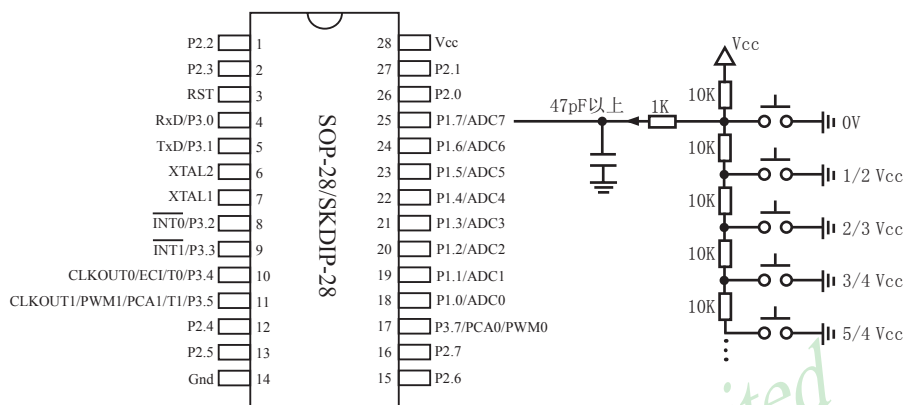 P2.2 1
P2.3 2
RST 3
RxD/P3.0 4
TxD/P3.1 5
XTAL2 6
XTAL1 7
INT0/P3.2 8
INT1/P3.3 9
CLKOUT0/ECI/T0/P3.4 10
CLKOUT1/PWM1/PCA1/T1/P3.5 11
P2.4 12
P2.5 13
Gnd 14
SOP-28/SKDIP-28
28 Vcc
27 P2.1
26 P2.0
25 P1.7/ADC7
24 P1.6/ADC6
23 P1.5/ADC5
22 P1.4/ADC4
21 P1.3/ADC3
20 P1.2/ADC2
19 P1.1/ADC1
18 P1.0/ADC0
17 P3.7/PCA0/PWM0
16 P2.7
15 P2.6
47pF以上
1K
Vcc
10K
0V
10K
1/2 Vcc
10K
2/3 Vcc
10K
3/4 Vcc
10K
5/4 Vcc